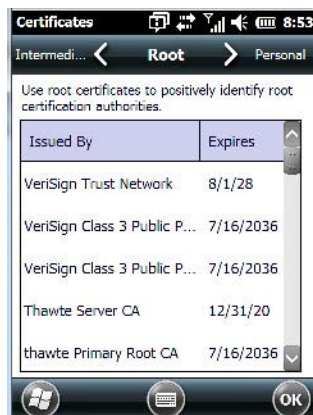 Certificates 8:53
Intermedi... Root Personal
Use root certificates to positively identify root
certification authorities.
Issued By Expires
VeriSign Trust Network 8/1/28
VeriSign Class 3 Public P... 7/16/2036
VeriSign Class 3 Public P... 7/16/2036
Thawte Server CA 12/31/20
thawte Primary Root CA 7/16/2036
OK